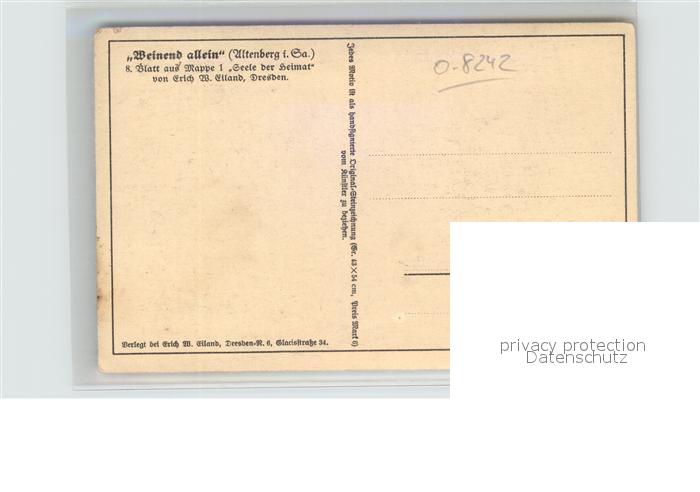 „Weinend allein“ (Altenberg i. Sa.)
8. Blatt aus Mappe 1 „Seele der Heimat“
von Erich W. Eiland, Dresden.
Jedes Motiv ist als handsignierte Original-Steinzeichnung (Gr. 43×54 cm, Preis Mark 6)
vom Künstler zu beziehen.
O-8242
Verlegt bei Erich W. Eiland, Dresden-N. 6, Glacisstraße 34.
privacy protection
Datenschutz